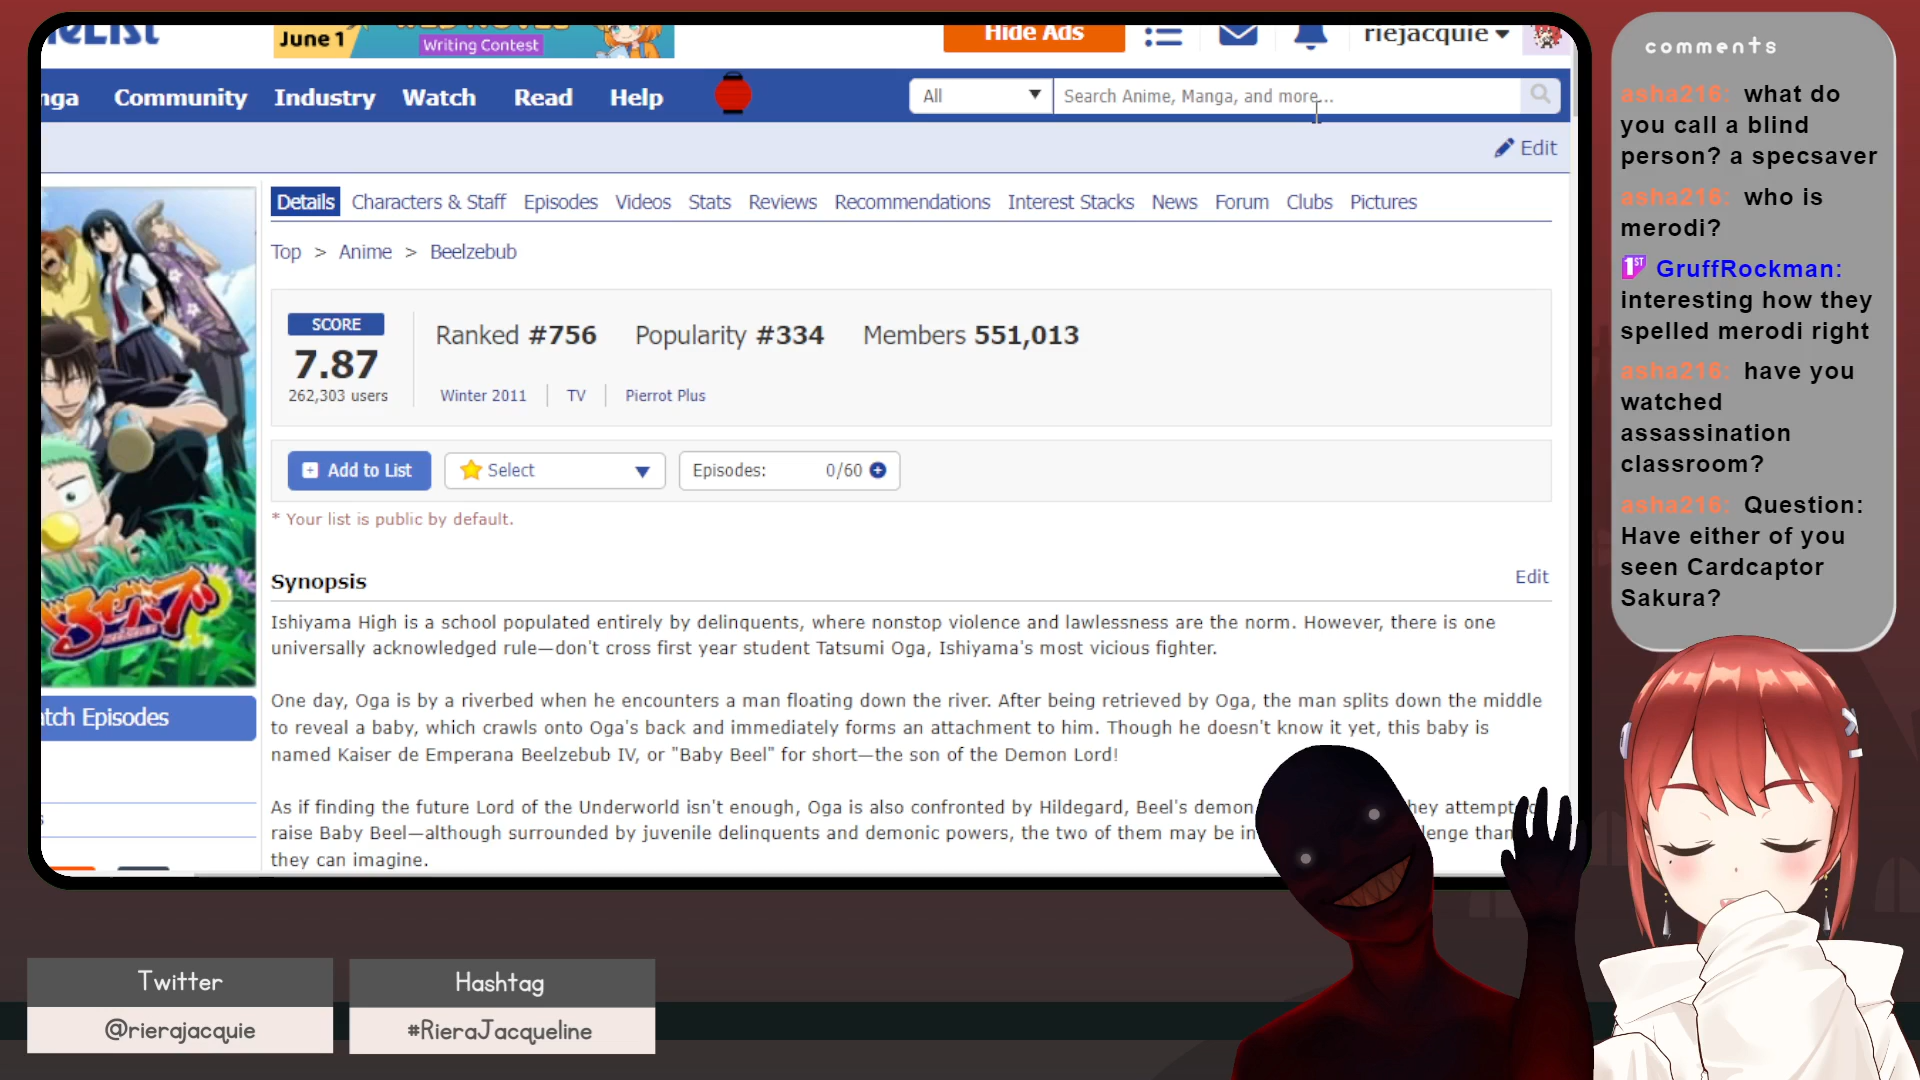 June 1
Writing Contest
Hide Ads
riejacquie
Community Industry Watch Read Help
All
Search Anime, Manga, and more...
Edit
Details Characters & Staff Episodes Videos Stats Reviews Recommendations Interest Stacks News Forum Clubs Pictures
Top > Anime > Beelzebub
SCORE
7.87
262,303 users
Ranked #756 Popularity #334 Members 551,013
Winter 2011 TV Pierrot Plus
Add to List
Select
Episodes: 0/60
* Your list is public by default.
Synopsis
Edit
Ishiyama High is a school populated entirely by delinquents, where nonstop violence and lawlessness are the norm. However, there is one
universally acknowledged rule—don't cross first year student Tatsumi Oga, Ishiyama's most vicious fighter.
One day, Oga is by a riverbed when he encounters a man floating down the river. After being retrieved by Oga, the man splits down the middle
to reveal a baby, which crawls onto Oga's back and immediately forms an attachment to him. Though he doesn't know it yet, this baby is
named Kaiser de Emperana Beelzebub IV, or "Baby Beel" for short—the son of the Demon Lord!
As if finding the future Lord of the Underworld isn't enough, Oga is also confronted by Hildegard, Beel's demon hey attempt
raise Baby Beel—although surrounded by juvenile delinquents and demonic powers, the two of them may be in lenge than
they can imagine.
Episodes
べるぜバブ
comments
asha216: what do
you call a blind
person? a specsaver
asha216: who is
merodi?
1ST GruffRockman:
interesting how they
spelled merodi right
asha216: have you
watched
assassination
classroom?
asha216: Question:
Have either of you
seen Cardcaptor
Sakura?
Twitter
@rierajacquie
Hashtag
#RieraJacqueline